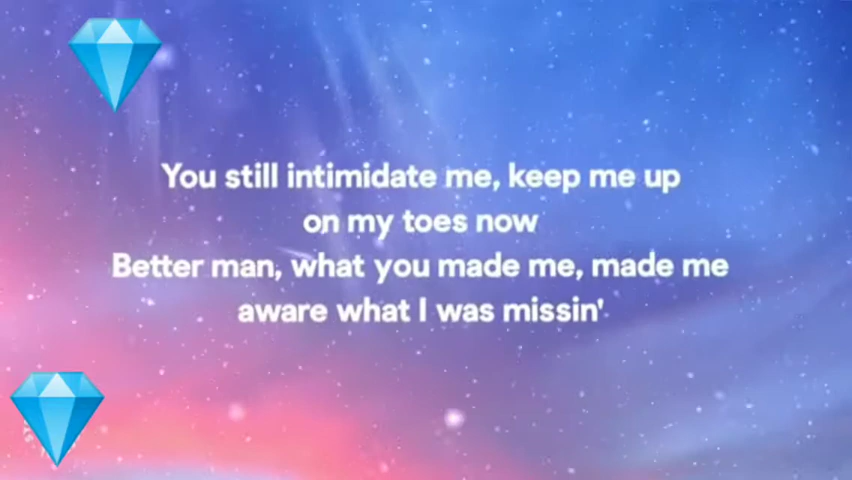 You still intimidate me, keep me up
on my toes now
Better man, what you made me, made me
aware what I was missin'